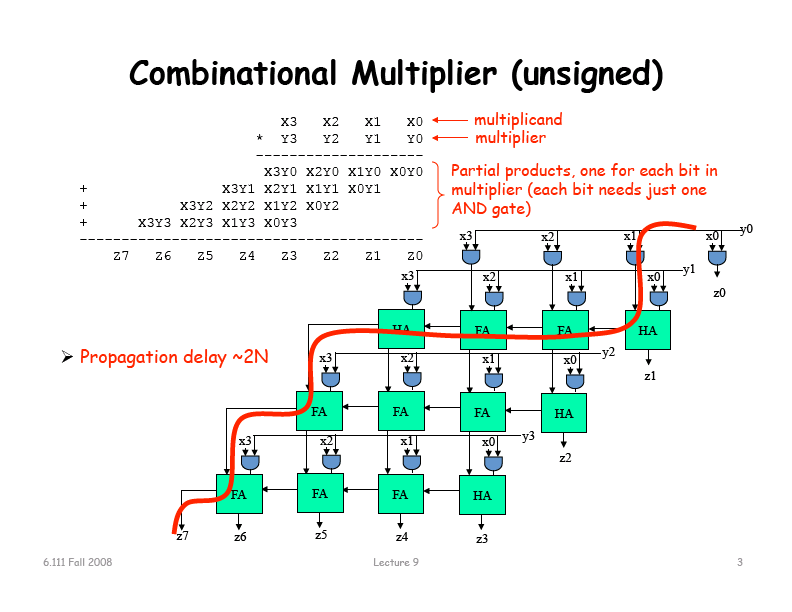 Combinational Multiplier (unsigned)
X3 X2 X1 X0
multiplicand
* Y3 Y2 Y1 Y0
multiplier
--------------------
X3Y0 X2Y0 X1Y0 X0Y0
+ X3Y1 X2Y1 X1Y1 X0Y1
+ X3Y2 X2Y2 X1Y2 X0Y2
+ X3Y3 X2Y3 X1Y3 X0Y3
-----------------------------------------
Z7 Z6 Z5 Z4 Z3 Z2 Z1 Z0
Partial products, one for each bit in
multiplier (each bit needs just one
AND gate)
x3 x2 x1 x0 y0
x3 x2 x1 x0 y1
z0
HA FA FA HA
➢ Propagation delay ~2N
x3 x2 x1 x0 y2
z1
FA FA FA HA
x3 x2 x1 x0 y3
z2
FA FA FA HA
z7 z6 z5 z4 z3
6.111 Fall 2008
Lecture 9
3